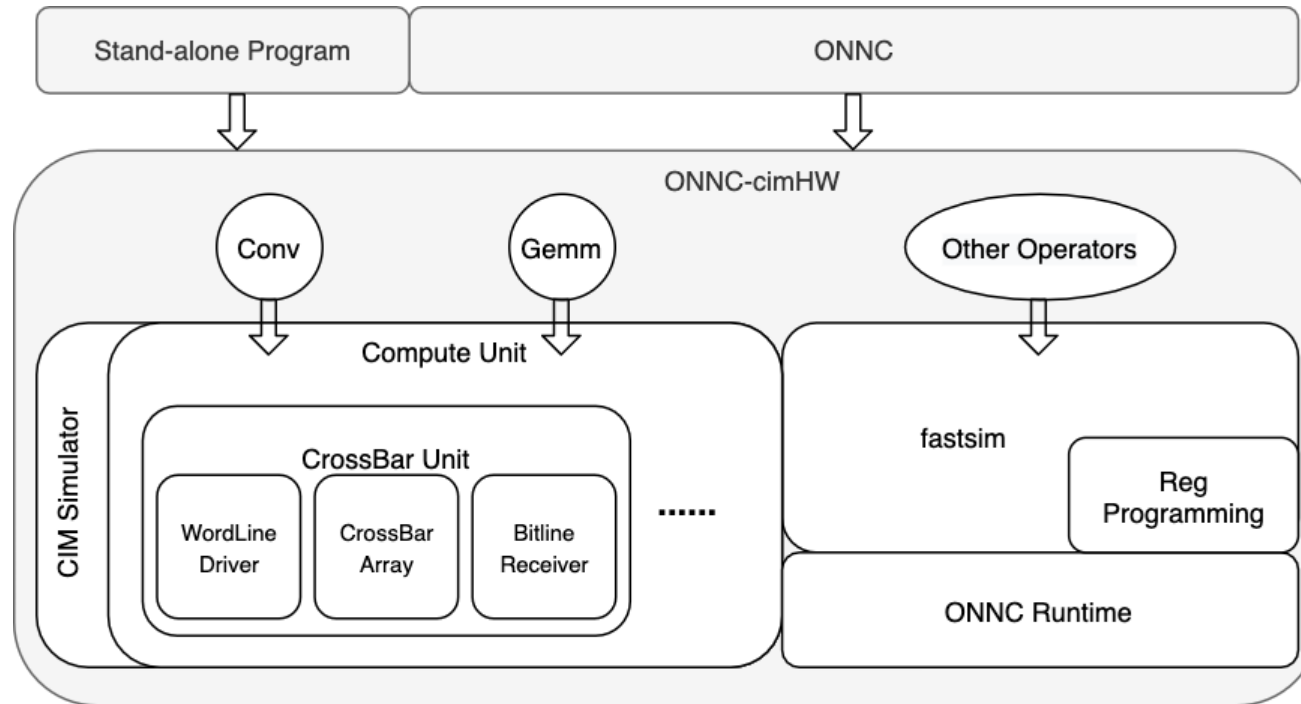 Stand-alone Program
ONNC
ONNC-cimHW
Conv
Gemm
Other Operators
CIM Simulator
Compute Unit
CrossBar Unit
WordLine
Driver
CrossBar
Array
Bitline
Receiver
......
fastsim
Reg
Programming
ONNC Runtime